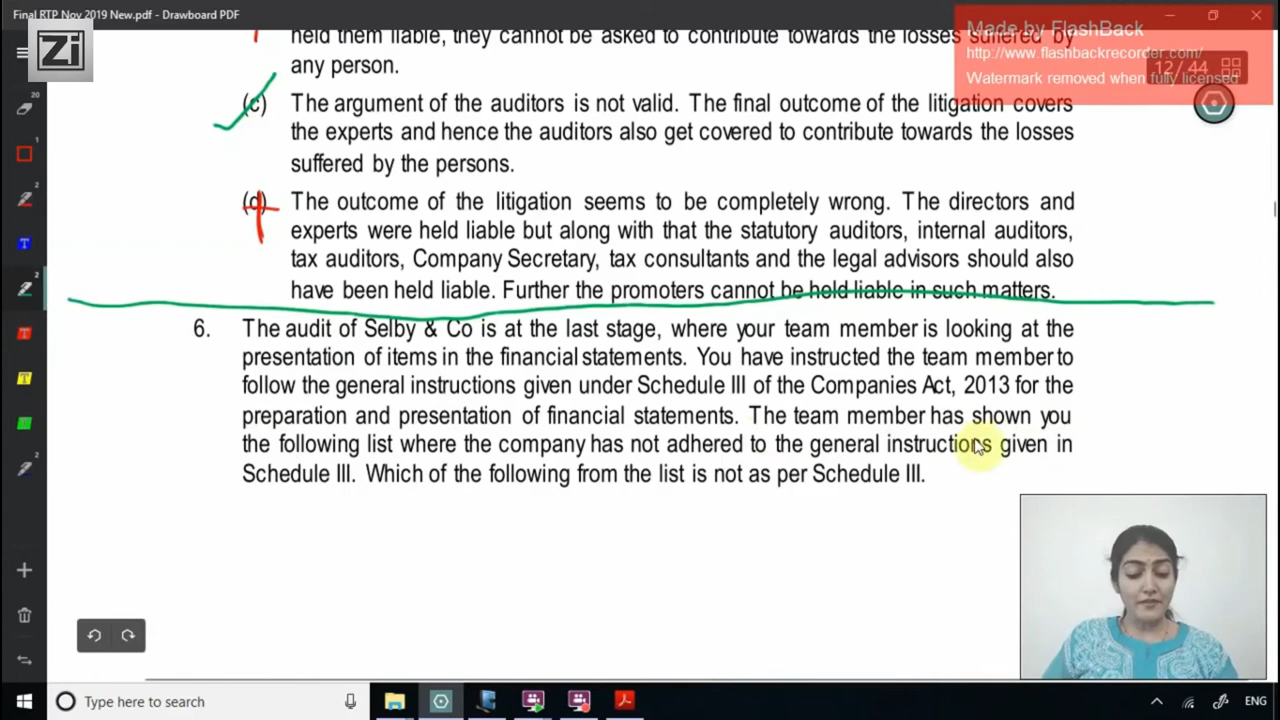 Final RTP Nov 2019 New.pdf - Drawboard PDF
Made by FlashBack
http://www.flashbackrecorder.com/
Watermark removed when fully licensed
12 / 44
Zi
held them liable, they cannot be asked to contribute towards the losses suffered by
any person.
(c) The argument of the auditors is not valid. The final outcome of the litigation covers
the experts and hence the auditors also get covered to contribute towards the losses
suffered by the persons.
(d) The outcome of the litigation seems to be completely wrong. The directors and
experts were held liable but along with that the statutory auditors, internal auditors,
tax auditors, Company Secretary, tax consultants and the legal advisors should also
have been held liable. Further the promoters cannot be held liable in such matters.
6. The audit of Selby & Co is at the last stage, where your team member is looking at the
presentation of items in the financial statements. You have instructed the team member to
follow the general instructions given under Schedule III of the Companies Act, 2013 for the
preparation and presentation of financial statements. The team member has shown you
the following list where the company has not adhered to the general instructions given in
Schedule III. Which of the following from the list is not as per Schedule III.
20
1
2
T
2
T
T
2
Type here to search
ENG